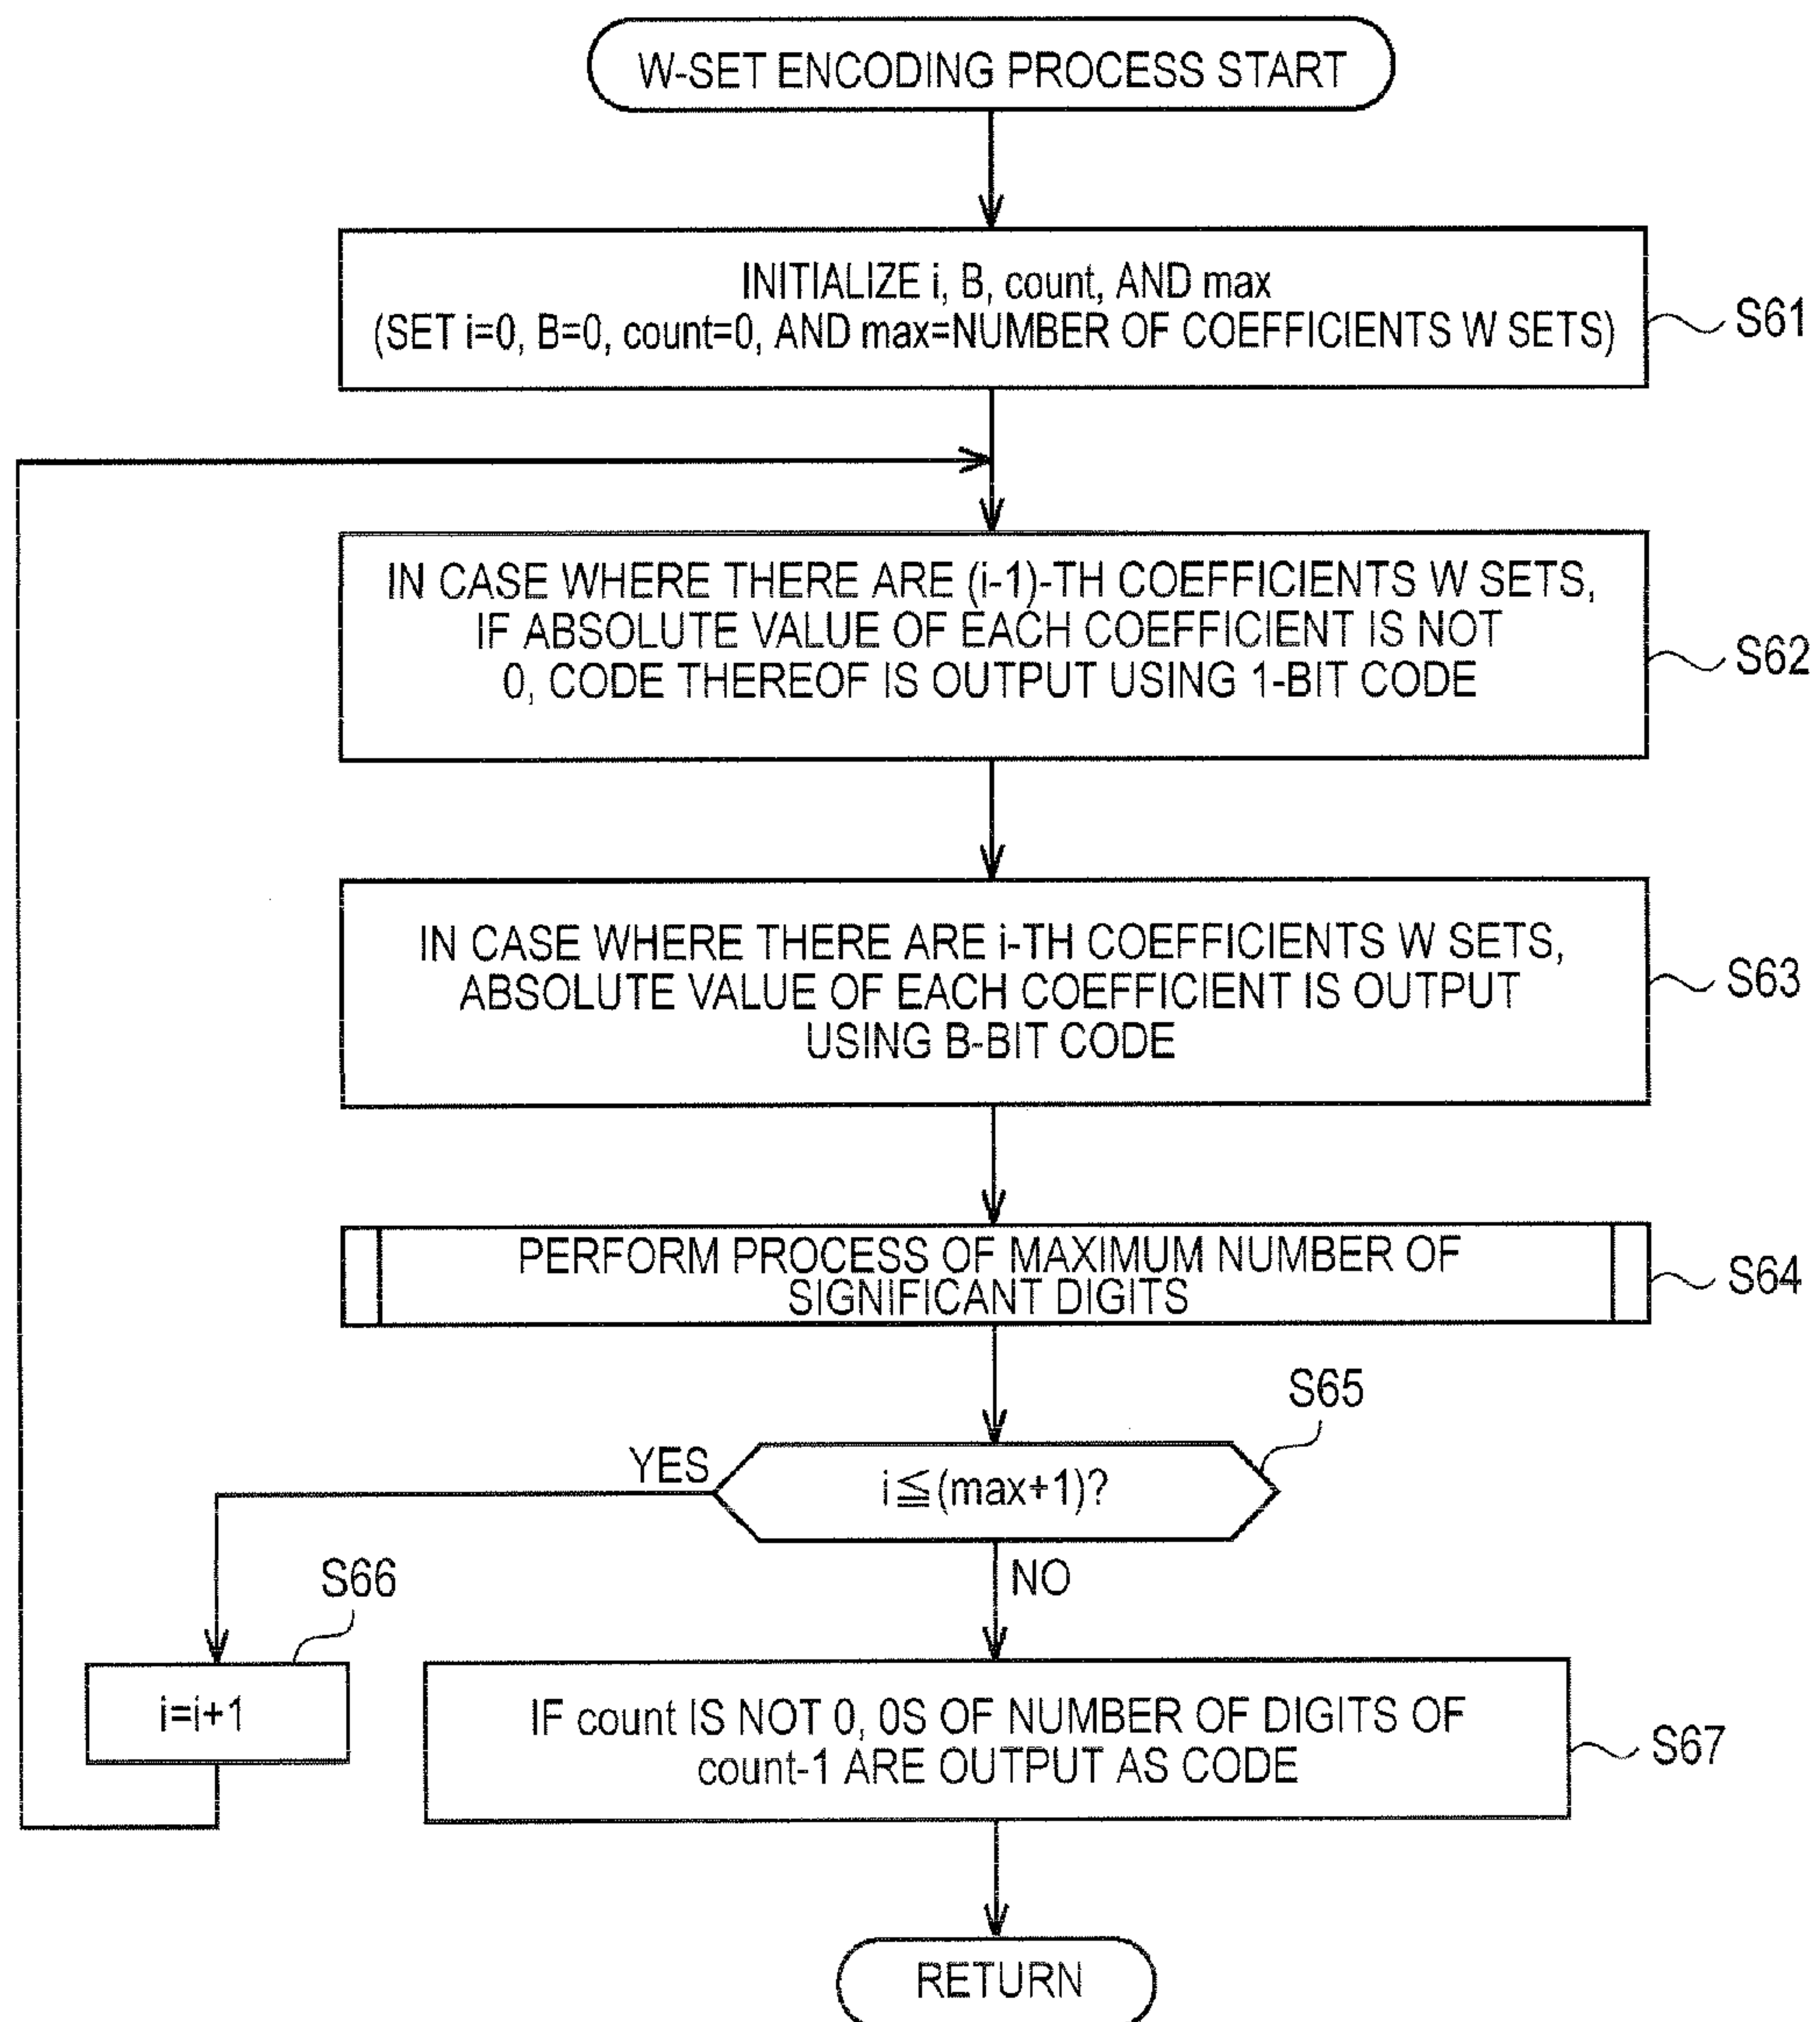 W-SET ENCODING PROCESS START
INITIALIZE i, B, count, AND max
(SET i=0, B=0, count=0, AND max=NUMBER OF COEFFICIENTS W SETS)
S61
IN CASE WHERE THERE ARE (i-1)-TH COEFFICIENTS W SETS,
IF ABSOLUTE VALUE OF EACH COEFFICIENT IS NOT
0, CODE THEREOF IS OUTPUT USING 1-BIT CODE
S62
IN CASE WHERE THERE ARE i-TH COEFFICIENTS W SETS,
ABSOLUTE VALUE OF EACH COEFFICIENT IS OUTPUT
USING B-BIT CODE
S63
PERFORM PROCESS OF MAXIMUM NUMBER OF
SIGNIFICANT DIGITS
S64
S65
YES
i≦(max+1)?
NO
S66
i=i+1
IF count IS NOT 0, 0S OF NUMBER OF DIGITS OF
count-1 ARE OUTPUT AS CODE
S67
RETURN